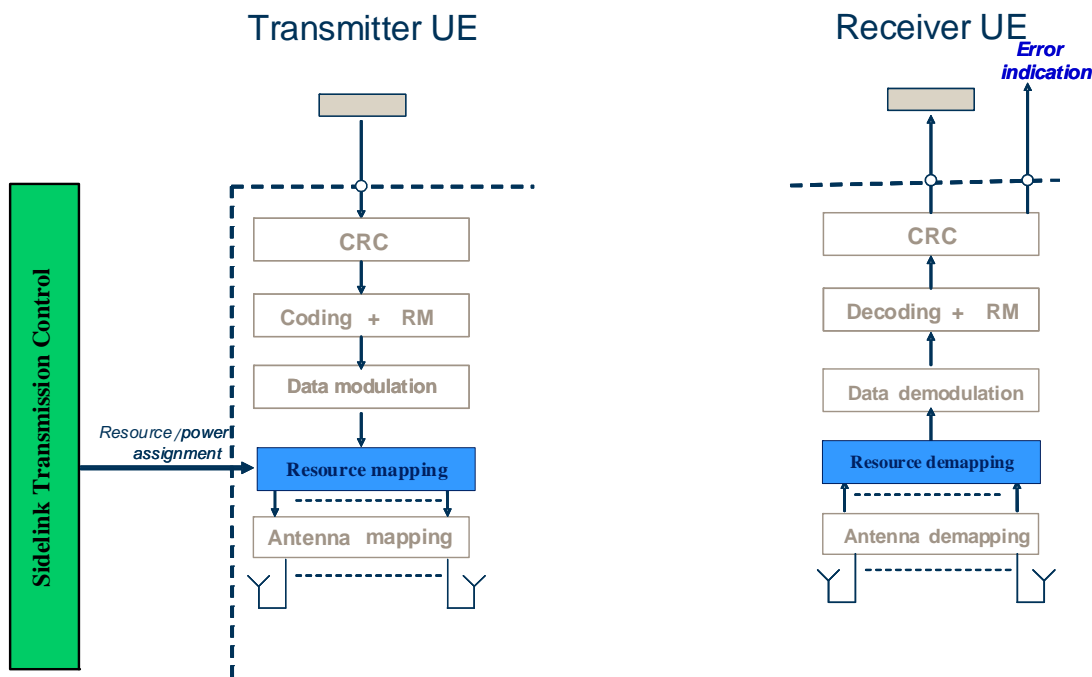 Transmitter UE
Receiver UE
Error
indication
CRC
CRC
Coding + RM
Decoding + RM
Data modulation
Data demodulation
Sidelink Transmission Control
Resource/power
assignment
Resource mapping
Resource demapping
Antenna mapping
Antenna demapping